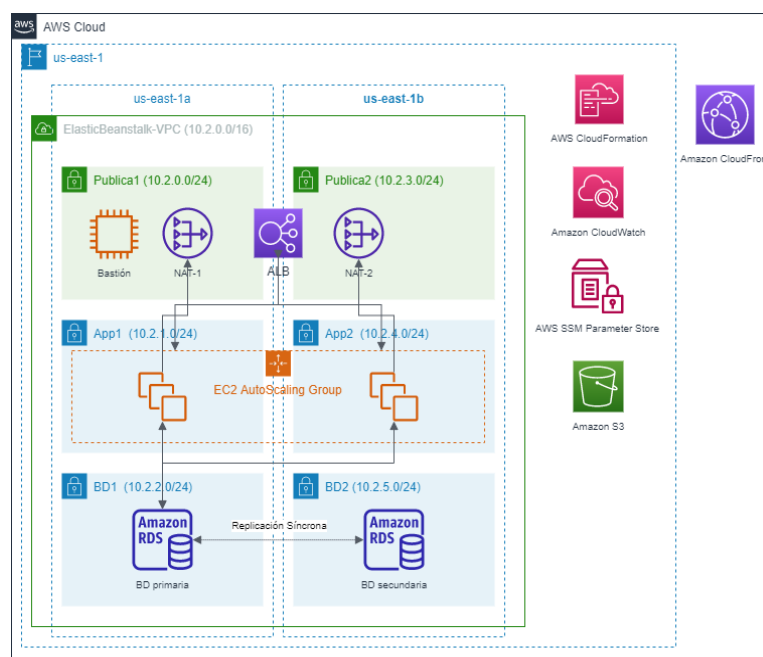 aws
AWS Cloud
us-east-1
us-east-1a
us-east-1b
ElasticBeanstalk-VPC (10.2.0.0/16)
Publica1 (10.2.0.0/24)
Publica2 (10.2.3.0/24)
Bastión
NAT-1
ALB
NAT-2
App1 (10.2.1.0/24)
App2 (10.2.4.0/24)
EC2 AutoScaling Group
BD1 (10.2.2.0/24)
BD2 (10.2.5.0/24)
Amazon
RDS
Replicación Síncrona
Amazon
RDS
BD primaria
BD secundaria
AWS CloudFormation
Amazon CloudFron
Amazon CloudWatch
AWS SSM Parameter Store
Amazon S3